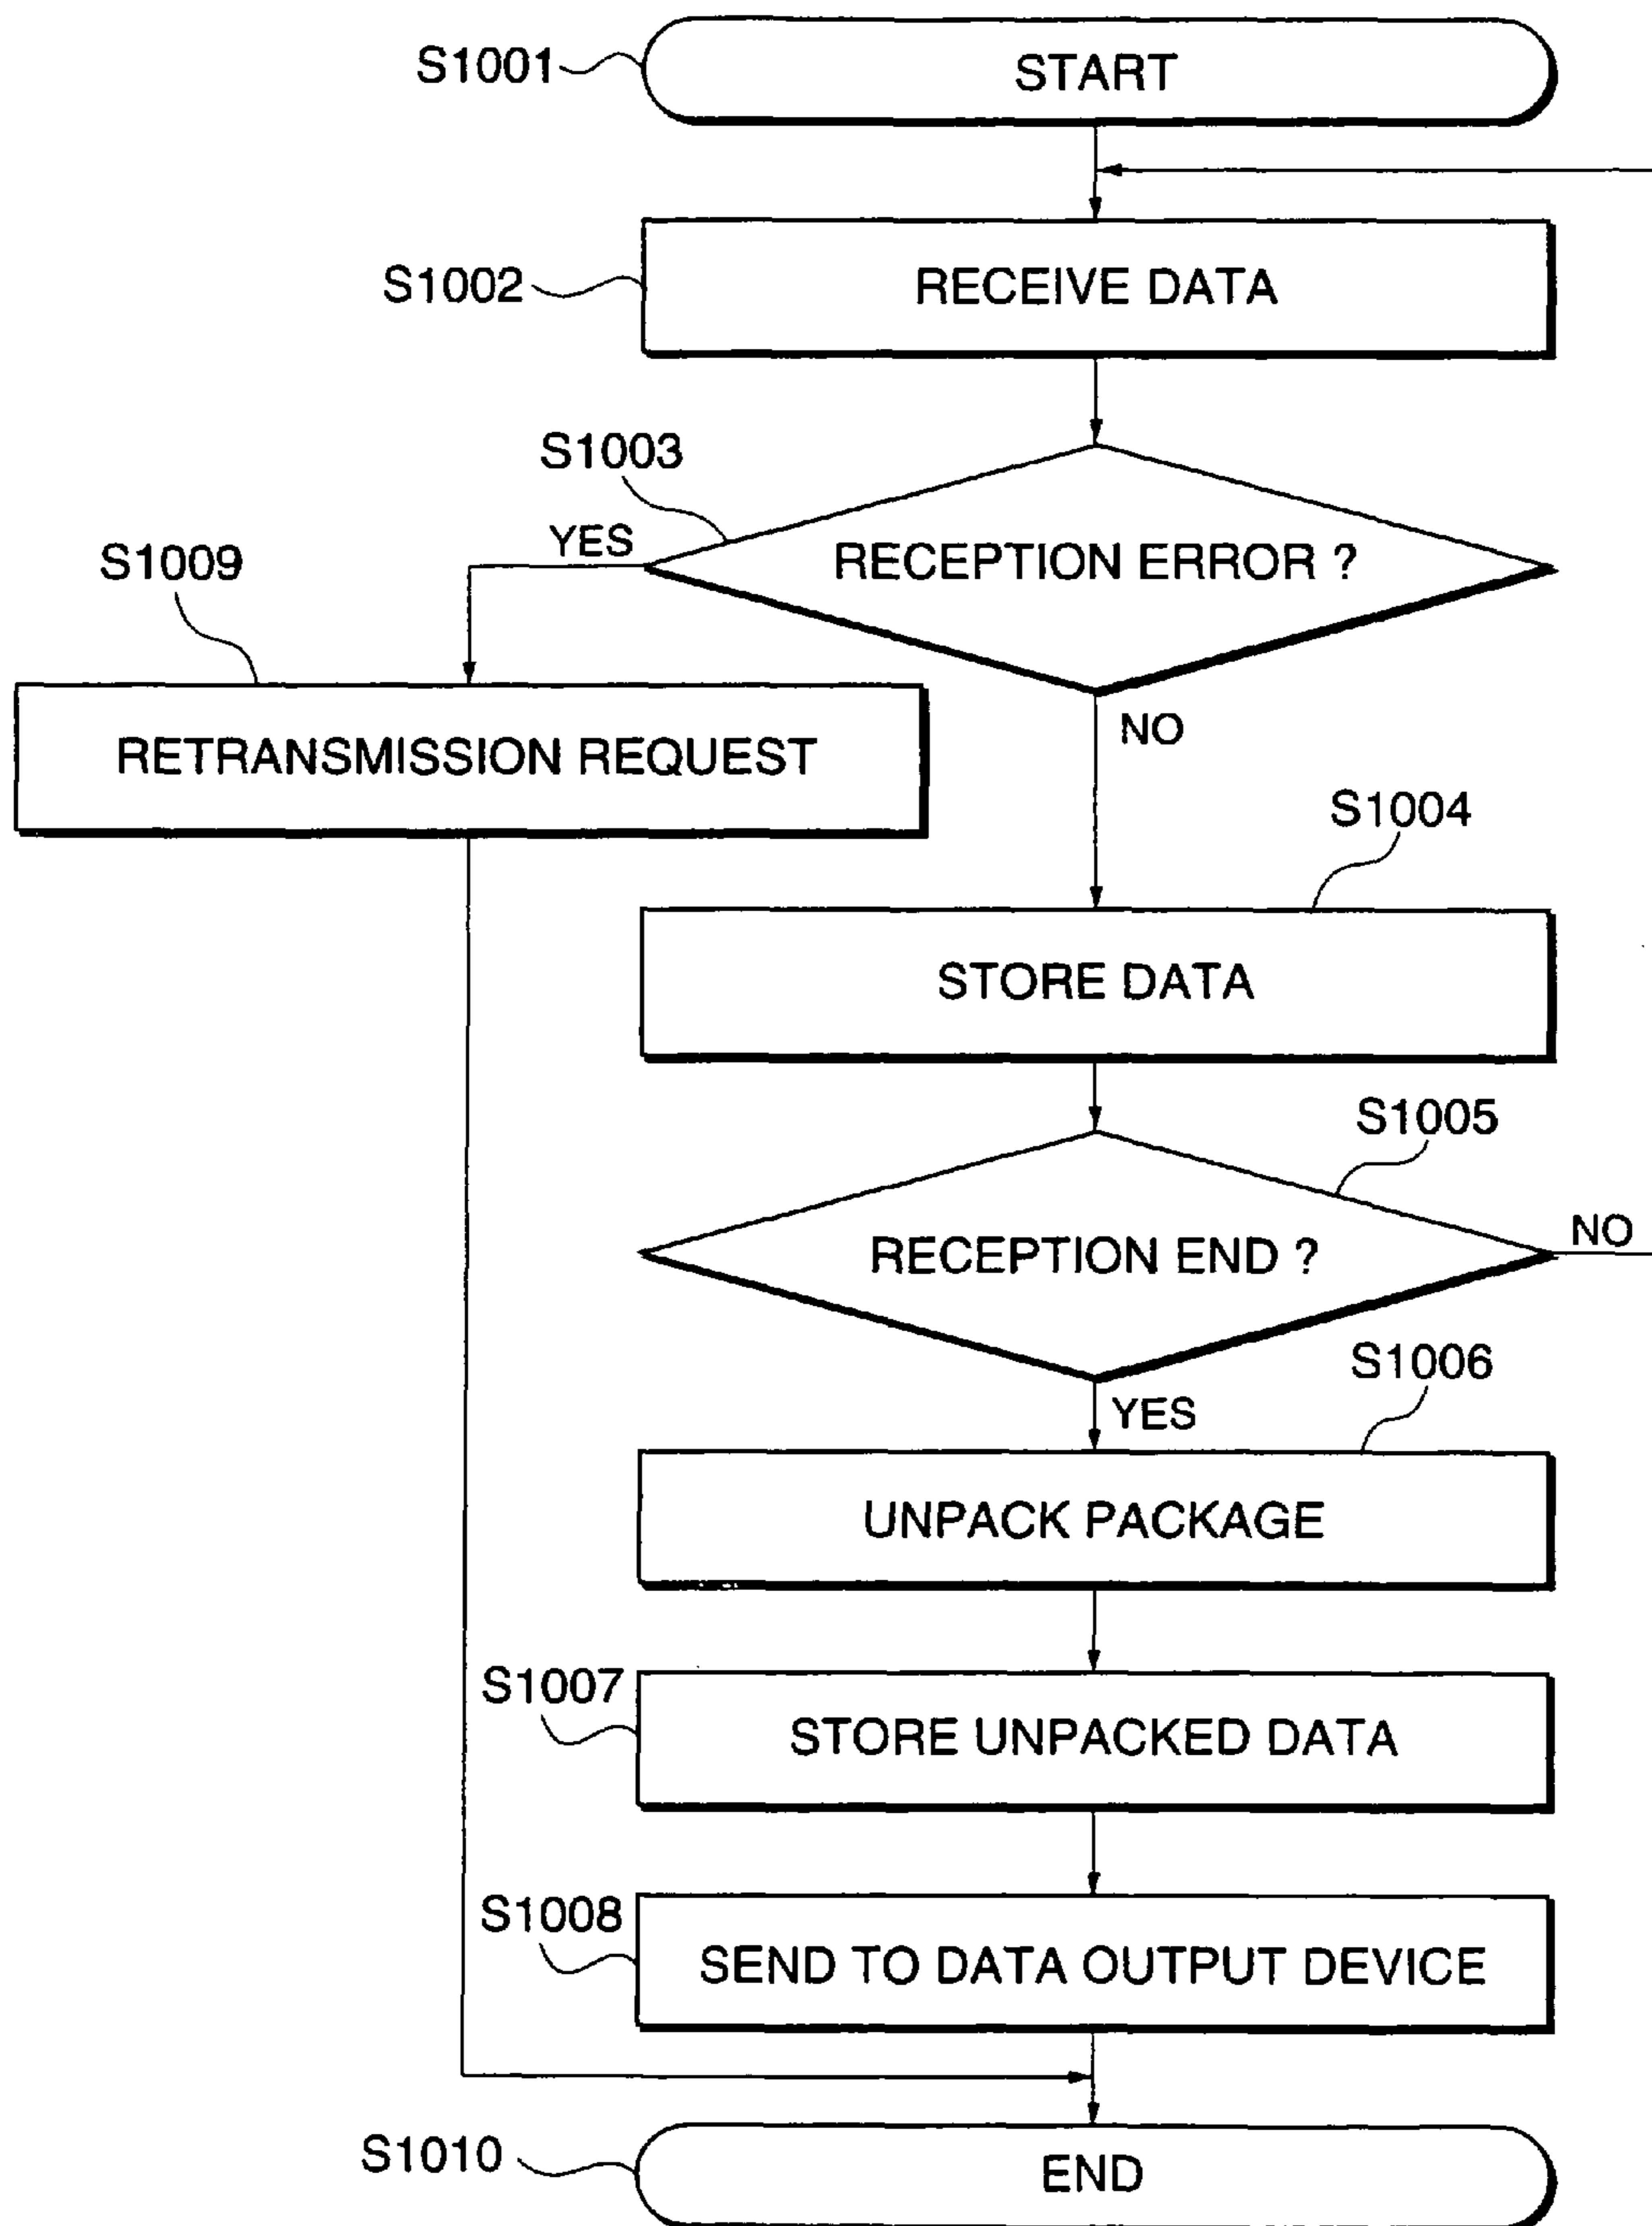 S1001
START
S1002
RECEIVE DATA
S1003
YES
RECEPTION ERROR ?
S1009
RETRANSMISSION REQUEST
NO
S1004
STORE DATA
S1005
RECEPTION END ?
NO
YES
S1006
UNPACK PACKAGE
S1007
STORE UNPACKED DATA
S1008
SEND TO DATA OUTPUT DEVICE
S1010
END